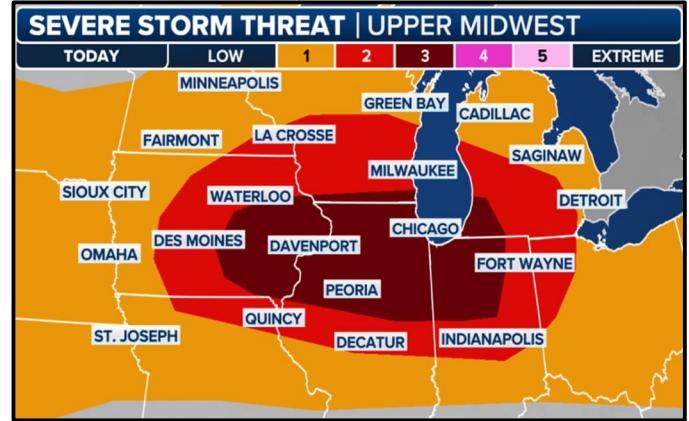 SEVERE STORM THREAT | UPPER MIDWEST
TODAY LOW 1 2 3 4 5 EXTREME
MINNEAPOLIS
GREEN BAY
CADILLAC
FAIRMONT
LA CROSSE
SAGINAW
MILWAUKEE
SIOUX CITY
WATERLOO
DETROIT
CHICAGO
DES MOINES
DAVENPORT
OMAHA
FORT WAYNE
PEORIA
QUINCY
ST. JOSEPH
DECATUR
INDIANAPOLIS